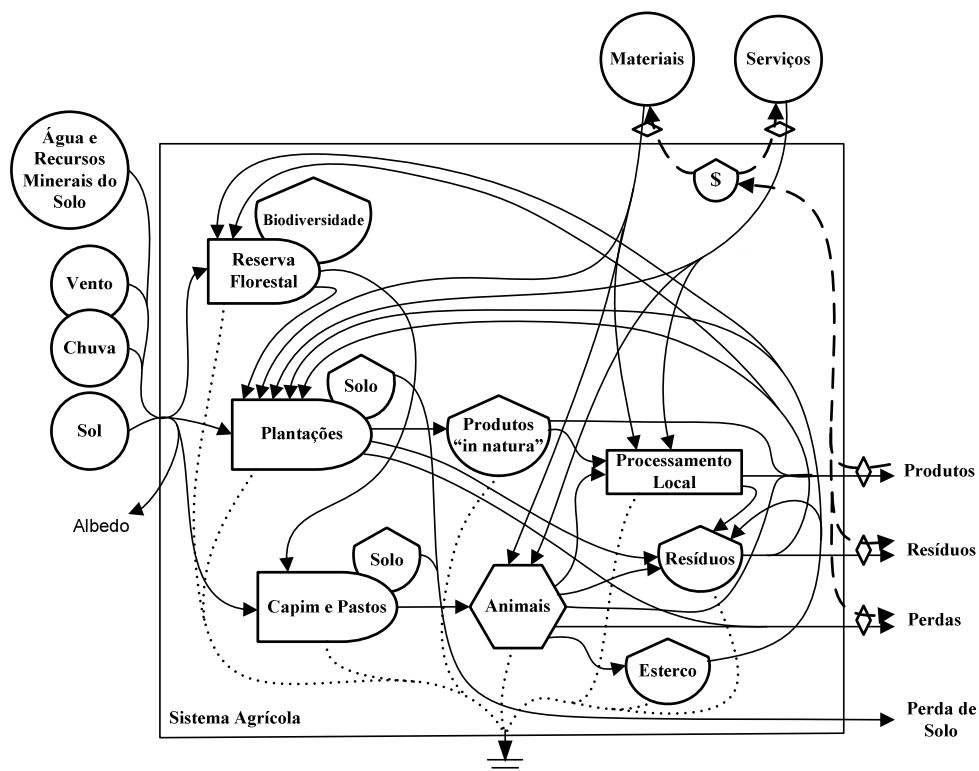 Materiais
Serviços
Água e
Recursos
Minerais do
Solo
$
Biodiversidade
Reserva
Florestal
Vento
Chuva
Sol
Solo
Plantações
Produtos
“in natura”
Processamento
Local
Produtos
Albedo
Solo
Resíduos
Resíduos
Capim e Pastos
Animais
Perdas
Esterco
Sistema Agrícola
Perda de
Solo